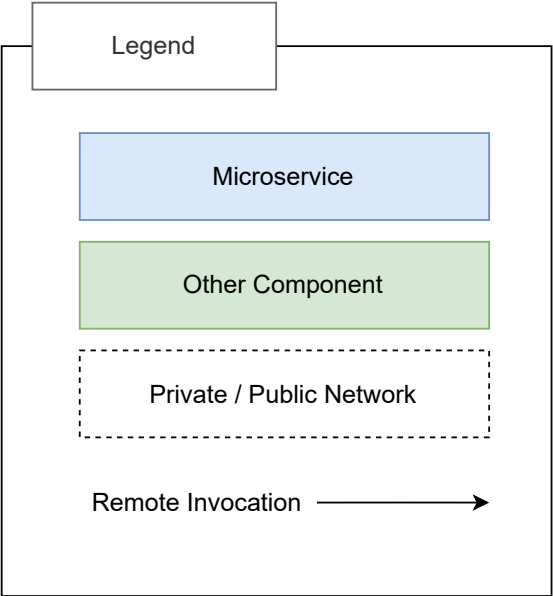 Legend
Microservice
Other Component
Private / Public Network
Remote Invocation